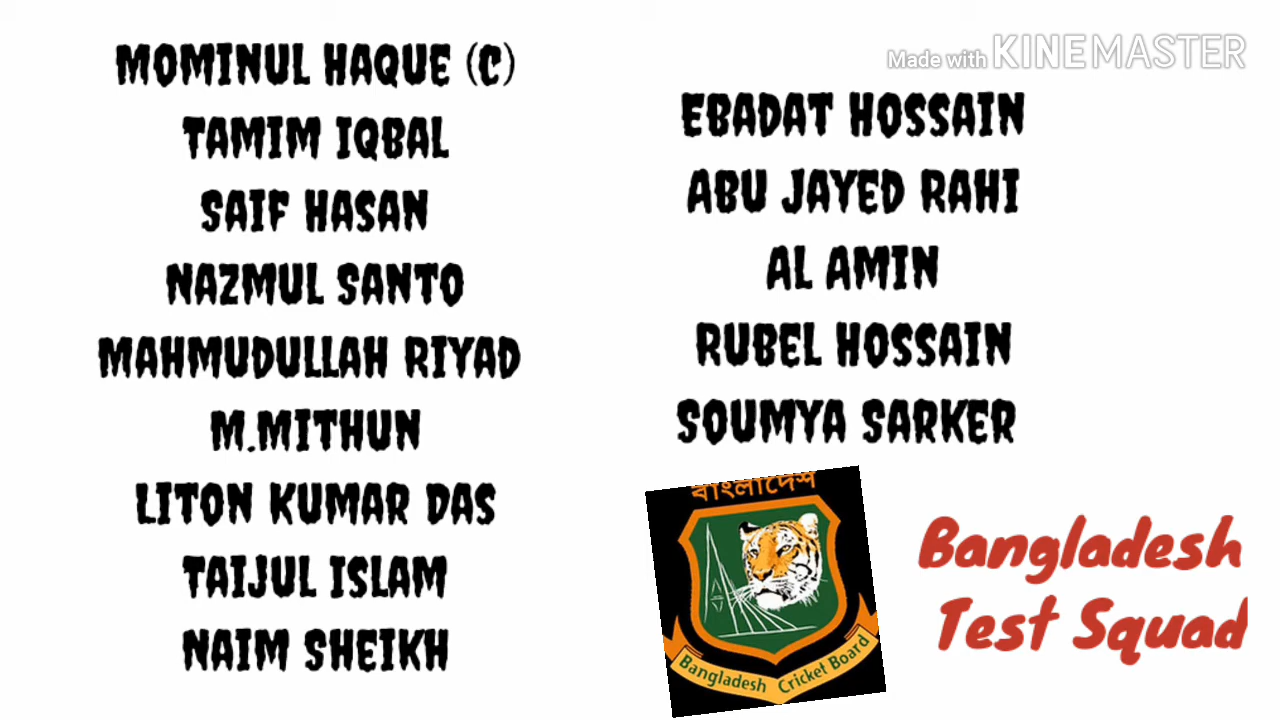 MOMINUL HAQUE (C)
TAMIM IQBAL
SAIF HASAN
NAZMUL SANTO
MAHMUDULLAH RIYAD
M.MITHUN
LITON KUMAR DAS
TAIJUL ISLAM
NAIM SHEIKH
Made with KINEMASTER
EBADAT HOSSAIN
ABU JAYED RAHI
AL AMIN
RUBEL HOSSAIN
SOUMYA SARKER
বাংলাদেশ
Bangladesh Cricket Board
Bangladesh
Test Squad